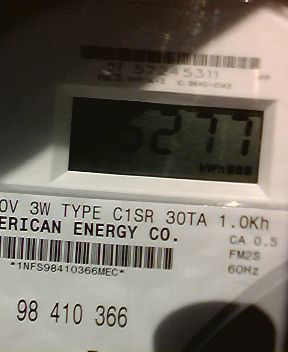 5277
kWh
0V 3W TYPE C1SR 30TA 1.0Kh
ERICAN ENERGY CO.
CA 0.5
FM2S
60Hz
*1NFS98410366MEC*
98 410 366